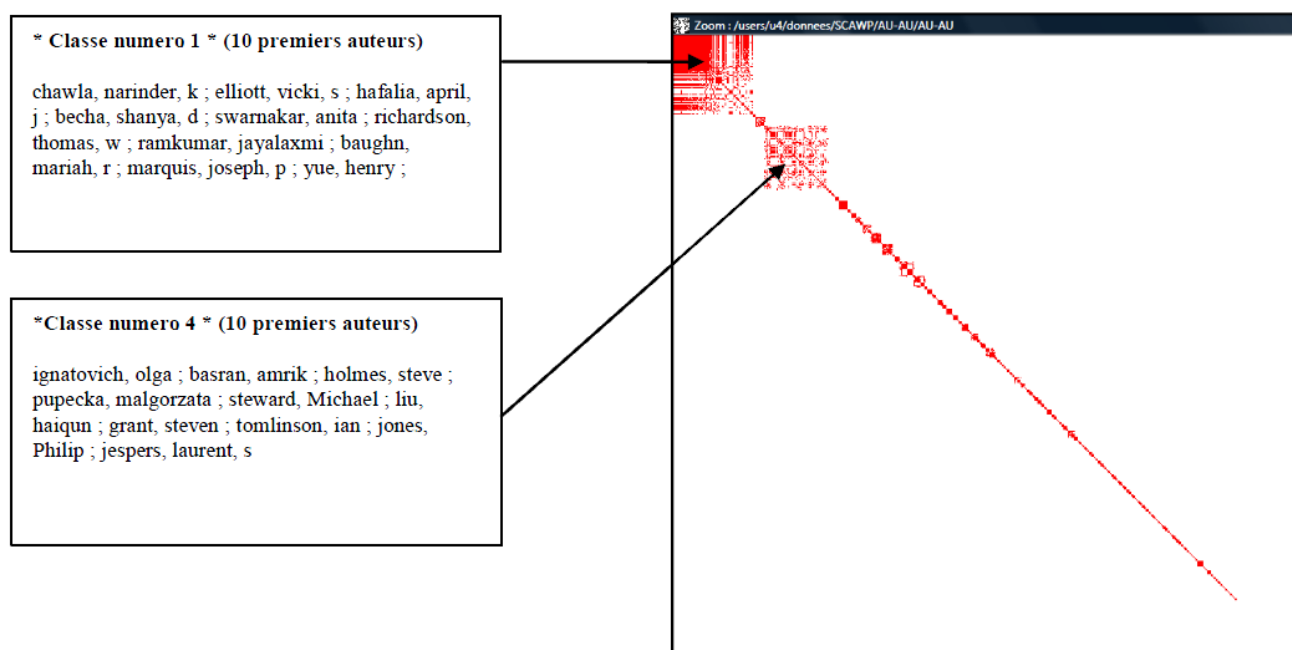 * Classe numero 1 * (10 premiers auteurs)
chawla, narinder, k ; elliott, vicki, s ; hafalia, april,
j ; becha, shanya, d ; swarnakar, anita ; richardson,
thomas, w ; ramkumar, jayalaxmi ; baughn,
mariah, r ; marquis, joseph, p ; yue, henry ;
*Classe numero 4 * (10 premiers auteurs)
ignatovich, olga ; basran, amrik ; holmes, steve ;
pupecka, malgorzata ; steward, Michael ; liu,
haiqun ; grant, steven ; tomlinson, ian ; jones,
Philip ; jespers, laurent, s
Zoom : /users/u4/donnees/SCAWP/AU-AU/AU-AU